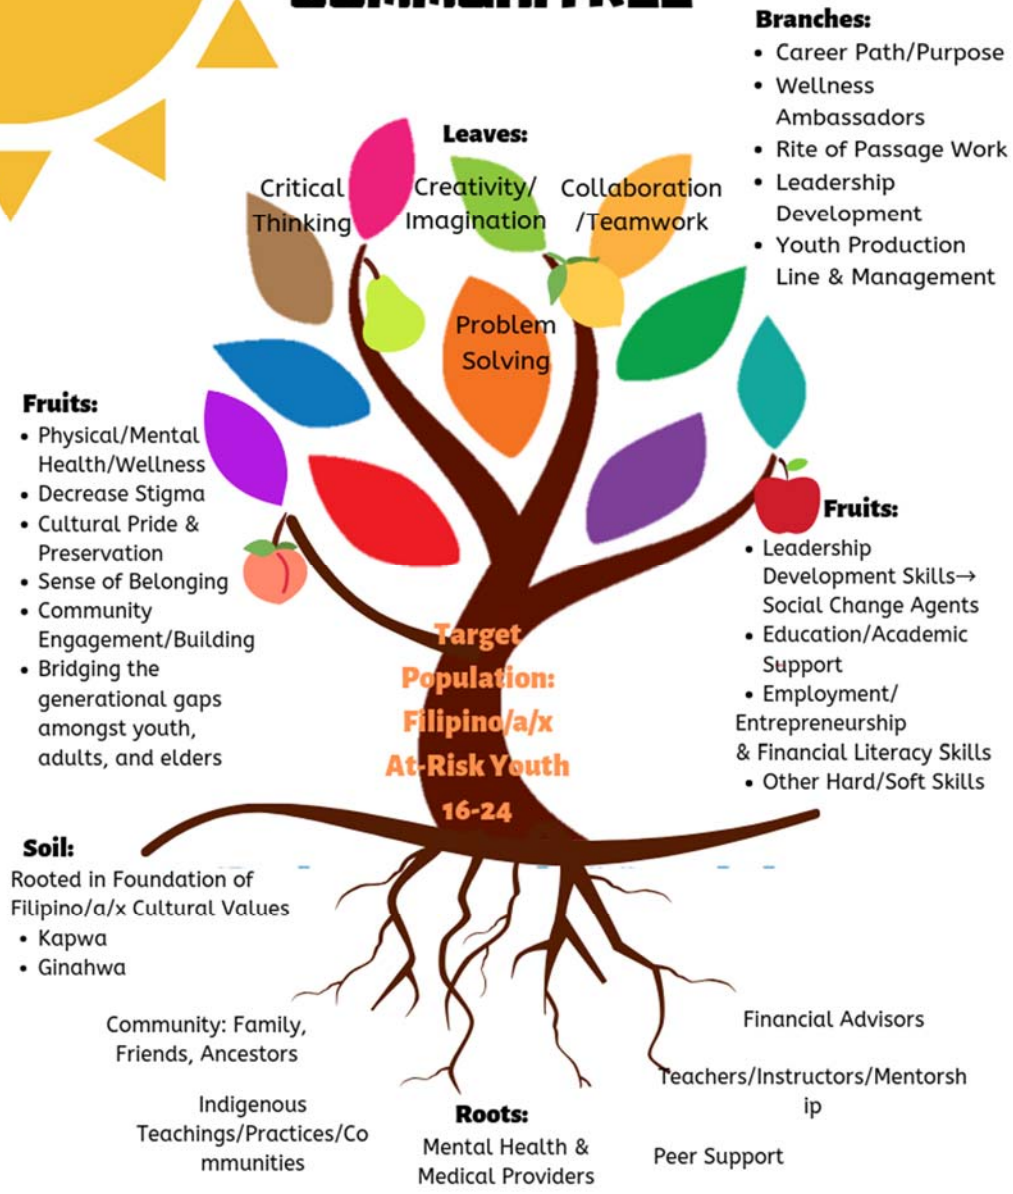 Branches:
• Career Path/Purpose
• Wellness
Ambassadors
• Rite of Passage Work
• Leadership
Development
• Youth Production
Line & Management
Leaves:
Critical
Thinking
Creativity/
Imagination
Collaboration
/Teamwork
Problem
Solving
Fruits:
• Physical/Mental
Health/Wellness
• Decrease Stigma
• Cultural Pride &
Preservation
• Sense of Belonging
• Community
Engagement/Building
• Bridging the
generational gaps
amongst youth,
adults, and elders
Fruits:
• Leadership
Development Skills→
Social Change Agents
• Education/Academic
Support
• Employment/
Entrepreneurship
& Financial Literacy Skills
• Other Hard/Soft Skills
Target
Population:
Filipino/a/x
At-Risk Youth
16-24
Soil:
Rooted in Foundation of
Filipino/a/x Cultural Values
• Kapwa
• Ginahwa
Community: Family,
Friends, Ancestors
Indigenous
Teachings/Practices/Co
mmunities
Roots:
Mental Health &
Medical Providers
Financial Advisors
Teachers/Instructors/Mentorsh
ip
Peer Support